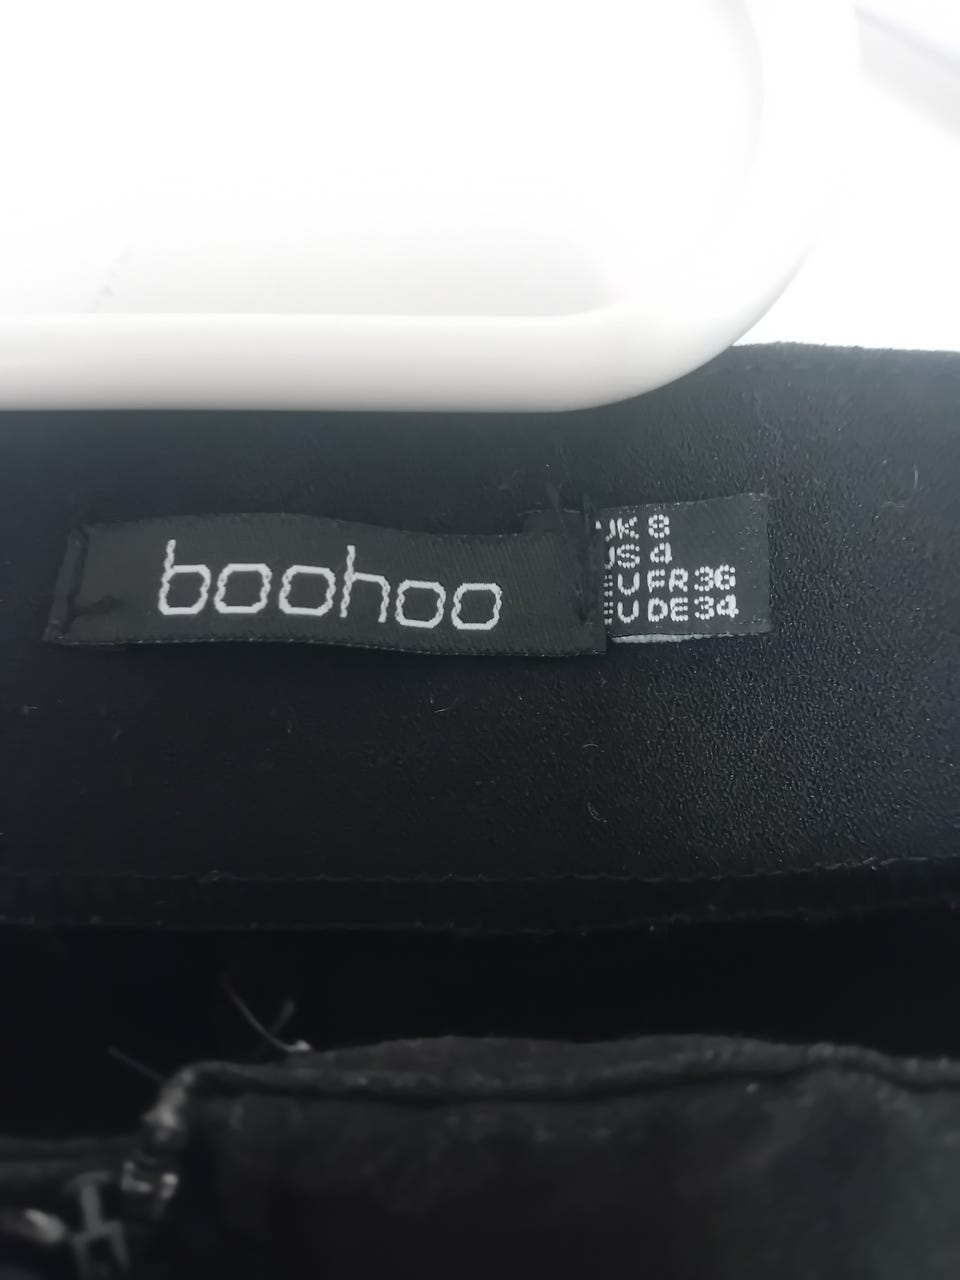 boohoo
UK 8
US 4
EU FR 36
EU DE 34